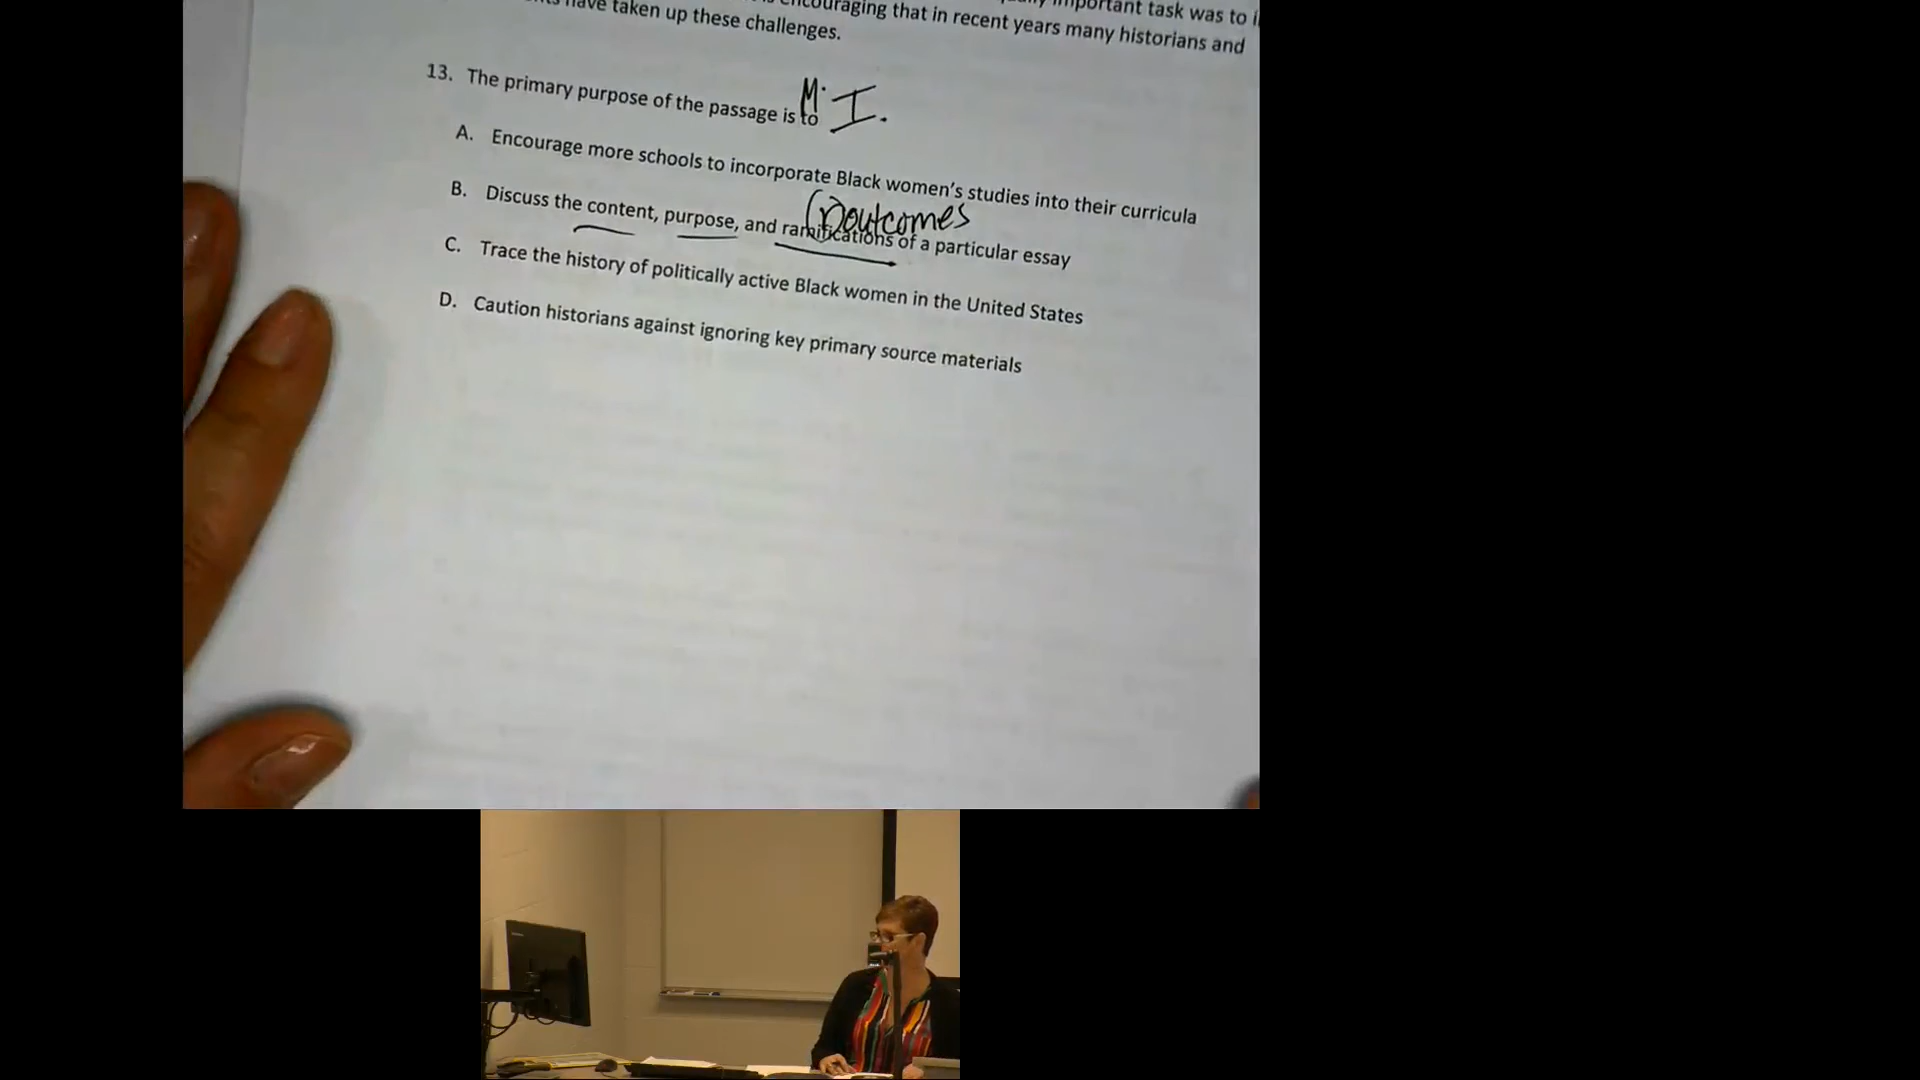 important task was to
encouraging that in recent years many historians and
have taken up these challenges.
13. The primary purpose of the passage is to
M. I.
A. Encourage more schools to incorporate Black women's studies into their curricula
outcomes
B. Discuss the content, purpose, and ramifications of a particular essay
C. Trace the history of politically active Black women in the United States
D. Caution historians against ignoring key primary source materials